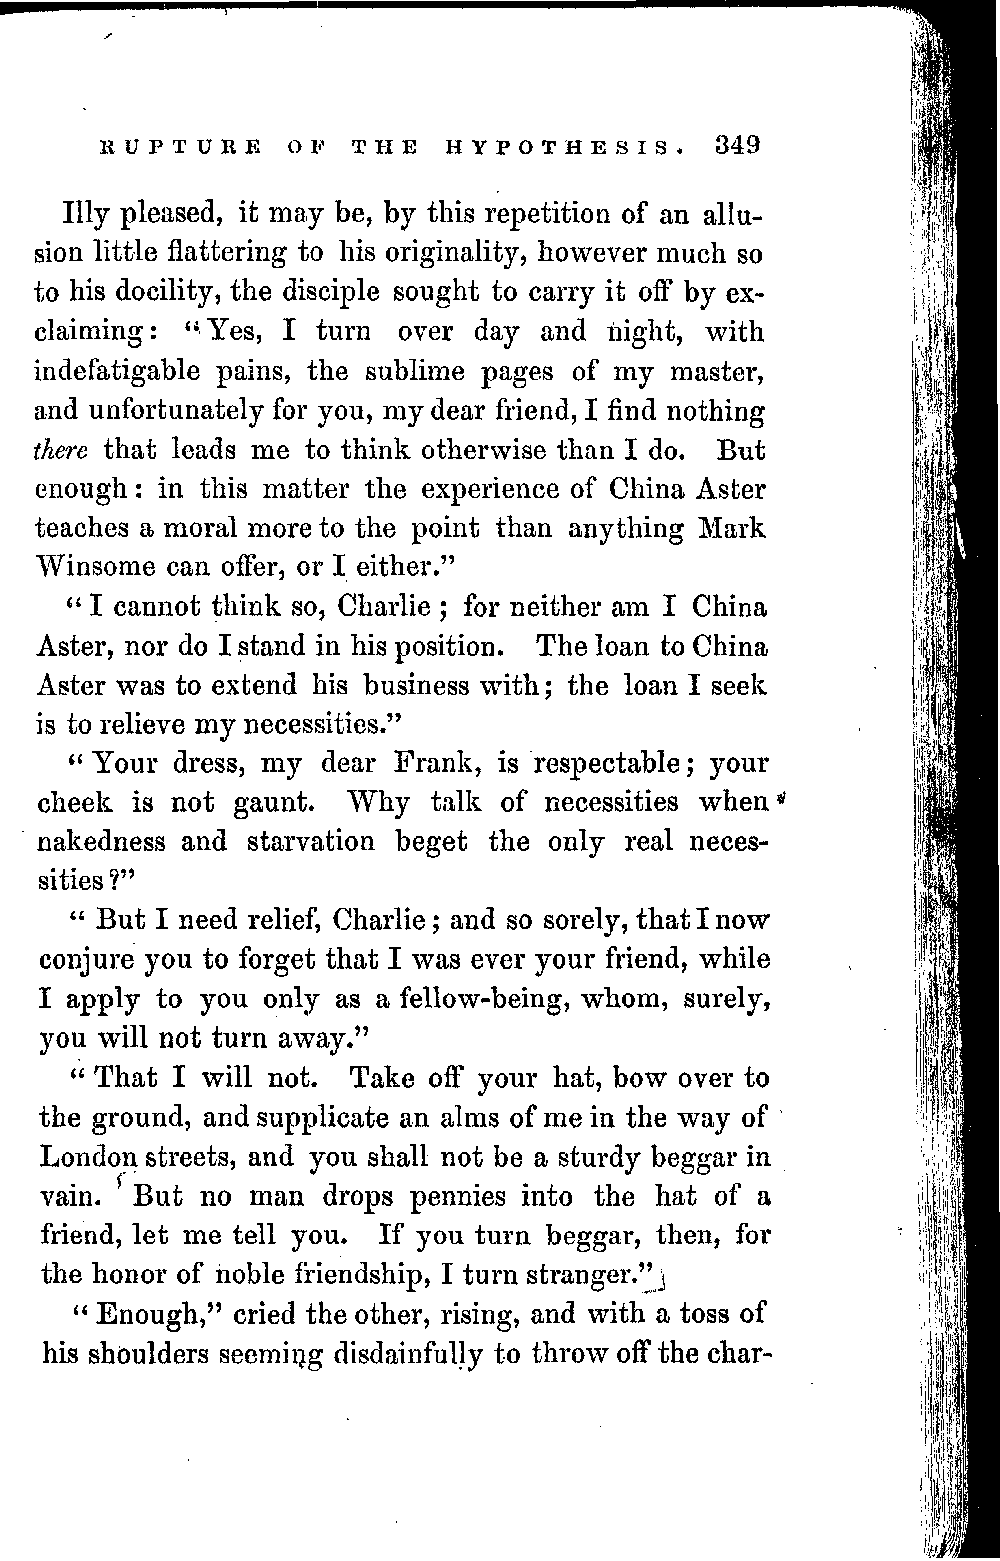 RUPTURE OF THE HYPOTHESIS. 349
Illy pleased, it may be, by this repetition of an allu-
sion little flattering to his originality, however much so
to his docility, the disciple sought to carry it off by ex-
claiming: “Yes, I turn over day and night, with
indefatigable pains, the sublime pages of my master,
and unfortunately for you, my dear friend, I find nothing
there that leads me to think otherwise than I do. But
enough: in this matter the experience of China Aster
teaches a moral more to the point than anything Mark
Winsome can offer, or I either.”
“I cannot think so, Charlie; for neither am I China
Aster, nor do I stand in his position. The loan to China
Aster was to extend his business with; the loan I seek
is to relieve my necessities.”
“Your dress, my dear Frank, is respectable; your
cheek is not gaunt. Why talk of necessities when
nakedness and starvation beget the only real neces-
sities?”
“But I need relief, Charlie; and so sorely, that I now
conjure you to forget that I was ever your friend, while
I apply to you only as a fellow-being, whom, surely,
you will not turn away.”
“That I will not. Take off your hat, bow over to
the ground, and supplicate an alms of me in the way of
London streets, and you shall not be a sturdy beggar in
vain. But no man drops pennies into the hat of a
friend, let me tell you. If you turn beggar, then, for
the honor of noble friendship, I turn stranger.”
“Enough,” cried the other, rising, and with a toss of
his shoulders seeming disdainfully to throw off the char-